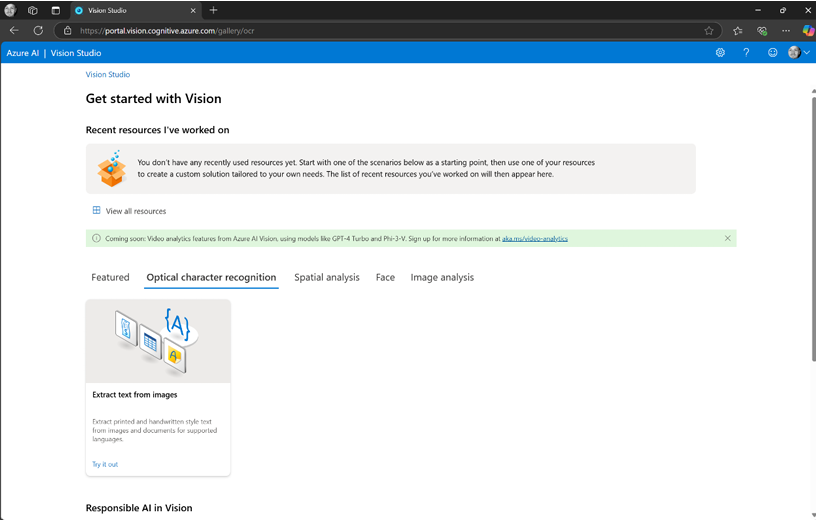 Vision Studio
https://portal.vision.cognitive.azure.com/gallery/ocr
Azure AI | Vision Studio
Vision Studio
Get started with Vision
Recent resources I've worked on
You don't have any recently used resources yet. Start with one of the scenarios below as a starting point, then use one of your resources
to create a custom solution tailored to your own needs. The list of recent resources you've worked on will then appear here.
View all resources
Coming soon: Video analytics features from Azure AI Vision, using models like GPT-4 Turbo and Phi-3-V. Sign up for more information at aka.ms/video-analytics
Featured Optical character recognition Spatial analysis Face Image analysis
{A}
A
Extract text from images
Extract printed and handwritten style text
from images and documents for supported
languages.
Try it out
Responsible AI in Vision